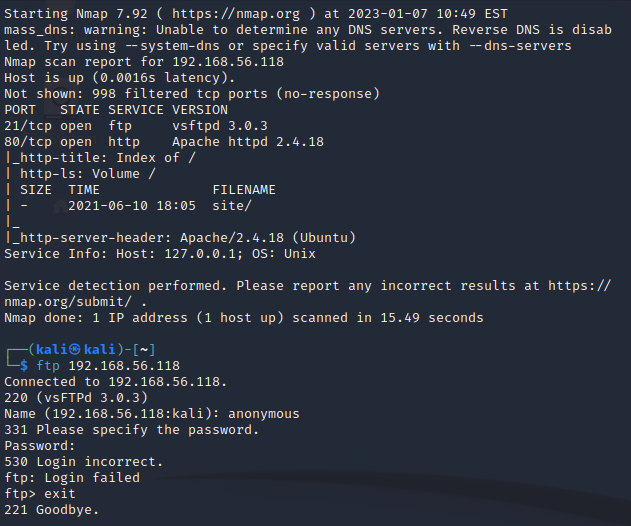 Starting Nmap 7.92 ( https://nmap.org ) at 2023-01-07 10:49 EST
mass_dns: warning: Unable to determine any DNS servers. Reverse DNS is disab
led. Try using --system-dns or specify valid servers with --dns-servers
Nmap scan report for 192.168.56.118
Host is up (0.0016s latency).
Not shown: 998 filtered tcp ports (no-response)
PORT   STATE SERVICE VERSION
21/tcp open  ftp     vsftpd 3.0.3
80/tcp open  http    Apache httpd 2.4.18
|_http-title: Index of /
| http-ls: Volume /
| SIZE  TIME              FILENAME
| -     2021-06-10 18:05  site/
|_
|_http-server-header: Apache/2.4.18 (Ubuntu)
Service Info: Host: 127.0.0.1; OS: Unix

Service detection performed. Please report any incorrect results at https://
nmap.org/submit/ .
Nmap done: 1 IP address (1 host up) scanned in 15.49 seconds

┌──(kali㉿kali)-[~]
└─$ ftp 192.168.56.118
Connected to 192.168.56.118.
220 (vsFTPd 3.0.3)
Name (192.168.56.118:kali): anonymous
331 Please specify the password.
Password:
530 Login incorrect.
ftp: Login failed
ftp> exit
221 Goodbye.